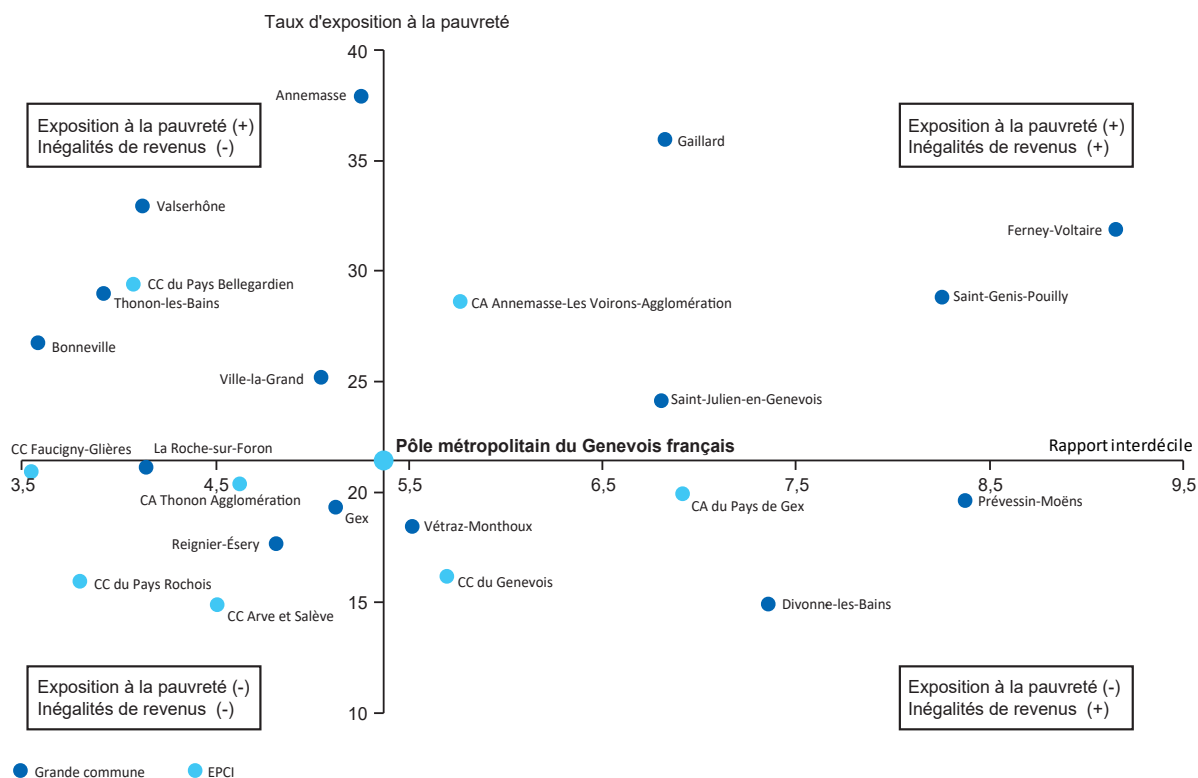 Taux d'exposition à la pauvreté
40
Annemasse
Exposition à la pauvreté (+)
Inégalités de revenus (-)
Exposition à la pauvreté (+)
Inégalités de revenus (+)
Gaillard
35
Valserhône
Ferney-Voltaire
30
CC du Pays Bellegardien
Thonon-les-Bains
CA Annemasse-Les Voirons-Agglomération
Saint-Genis-Pouilly
Bonneville
Ville-la-Grand
25
Saint-Julien-en-Genevois
CC Faucigny-Glières
La Roche-sur-Foron
Pôle métropolitain du Genevois français
Rapport interdécile
3,5
4,5
5,5
6,5
7,5
8,5
9,5
20
CA Thonon Agglomération
CA du Pays de Gex
Prévessin-Moëns
Gex
Vétraz-Monthoux
Reignier-Ésery
CC du Pays Rochois
CC du Genevois
15
CC Arve et Salève
Divonne-les-Bains
Exposition à la pauvreté (-)
Inégalités de revenus (-)
Exposition à la pauvreté (-)
Inégalités de revenus (+)
10
Grande commune
EPCI